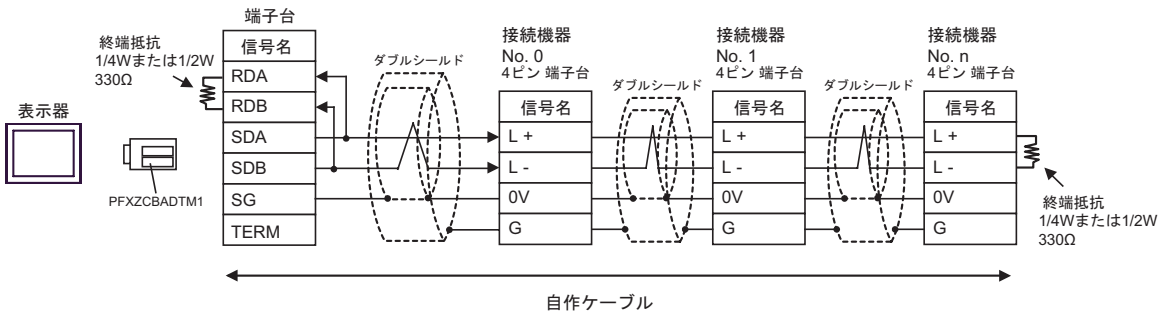 表示器
PFXZCBADTM1
終端抵抗
1/4Wまたは1/2W
330Ω
端子台
信号名
RDA
RDB
SDA
SDB
SG
TERM
ダブルシールド
接続機器
No. 0
4ピン 端子台
信号名
L +
L -
0V
G
ダブルシールド
接続機器
No. 1
4ピン 端子台
信号名
L +
L -
0V
G
ダブルシールド
接続機器
No. n
4ピン 端子台
信号名
L +
L -
0V
G
終端抵抗
1/4Wまたは1/2W
330Ω
自作ケーブル